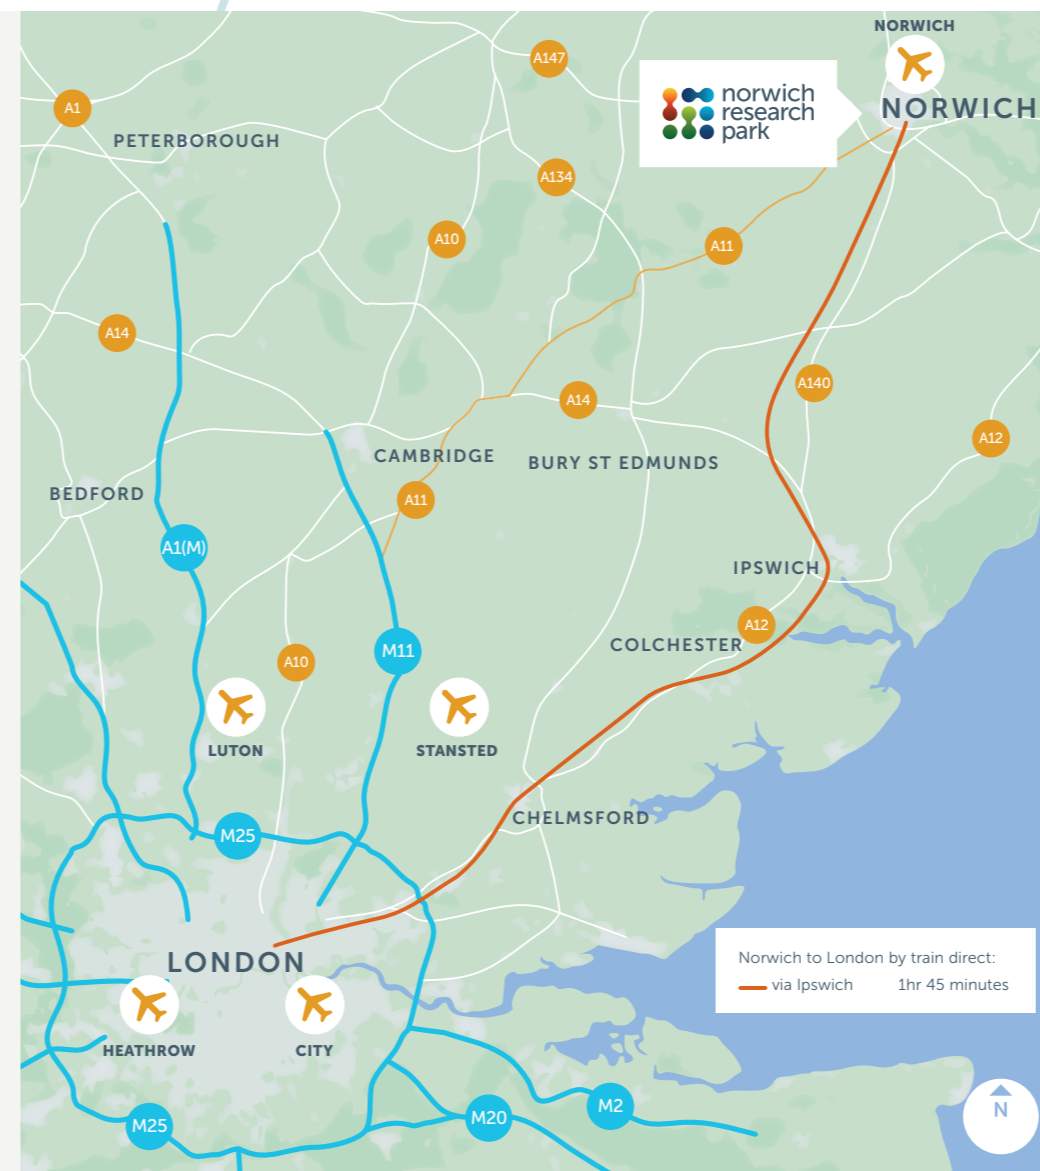 NORWICH
A147
norwich
research
park
NORWICH
A1
PETERBOROUGH
A134
A10
A11
A14
A140
A14
A12
CAMBRIDGE
BURY ST EDMUNDS
BEDFORD
A11
A1(M)
IPSWICH
A12
COLCHESTER
M11
A10
LUTON
STANSTED
CHELMSFORD
M25
LONDON
Norwich to London by train direct:
via Ipswich 1hr 45 minutes
HEATHROW
CITY
M25
M20
M2
N